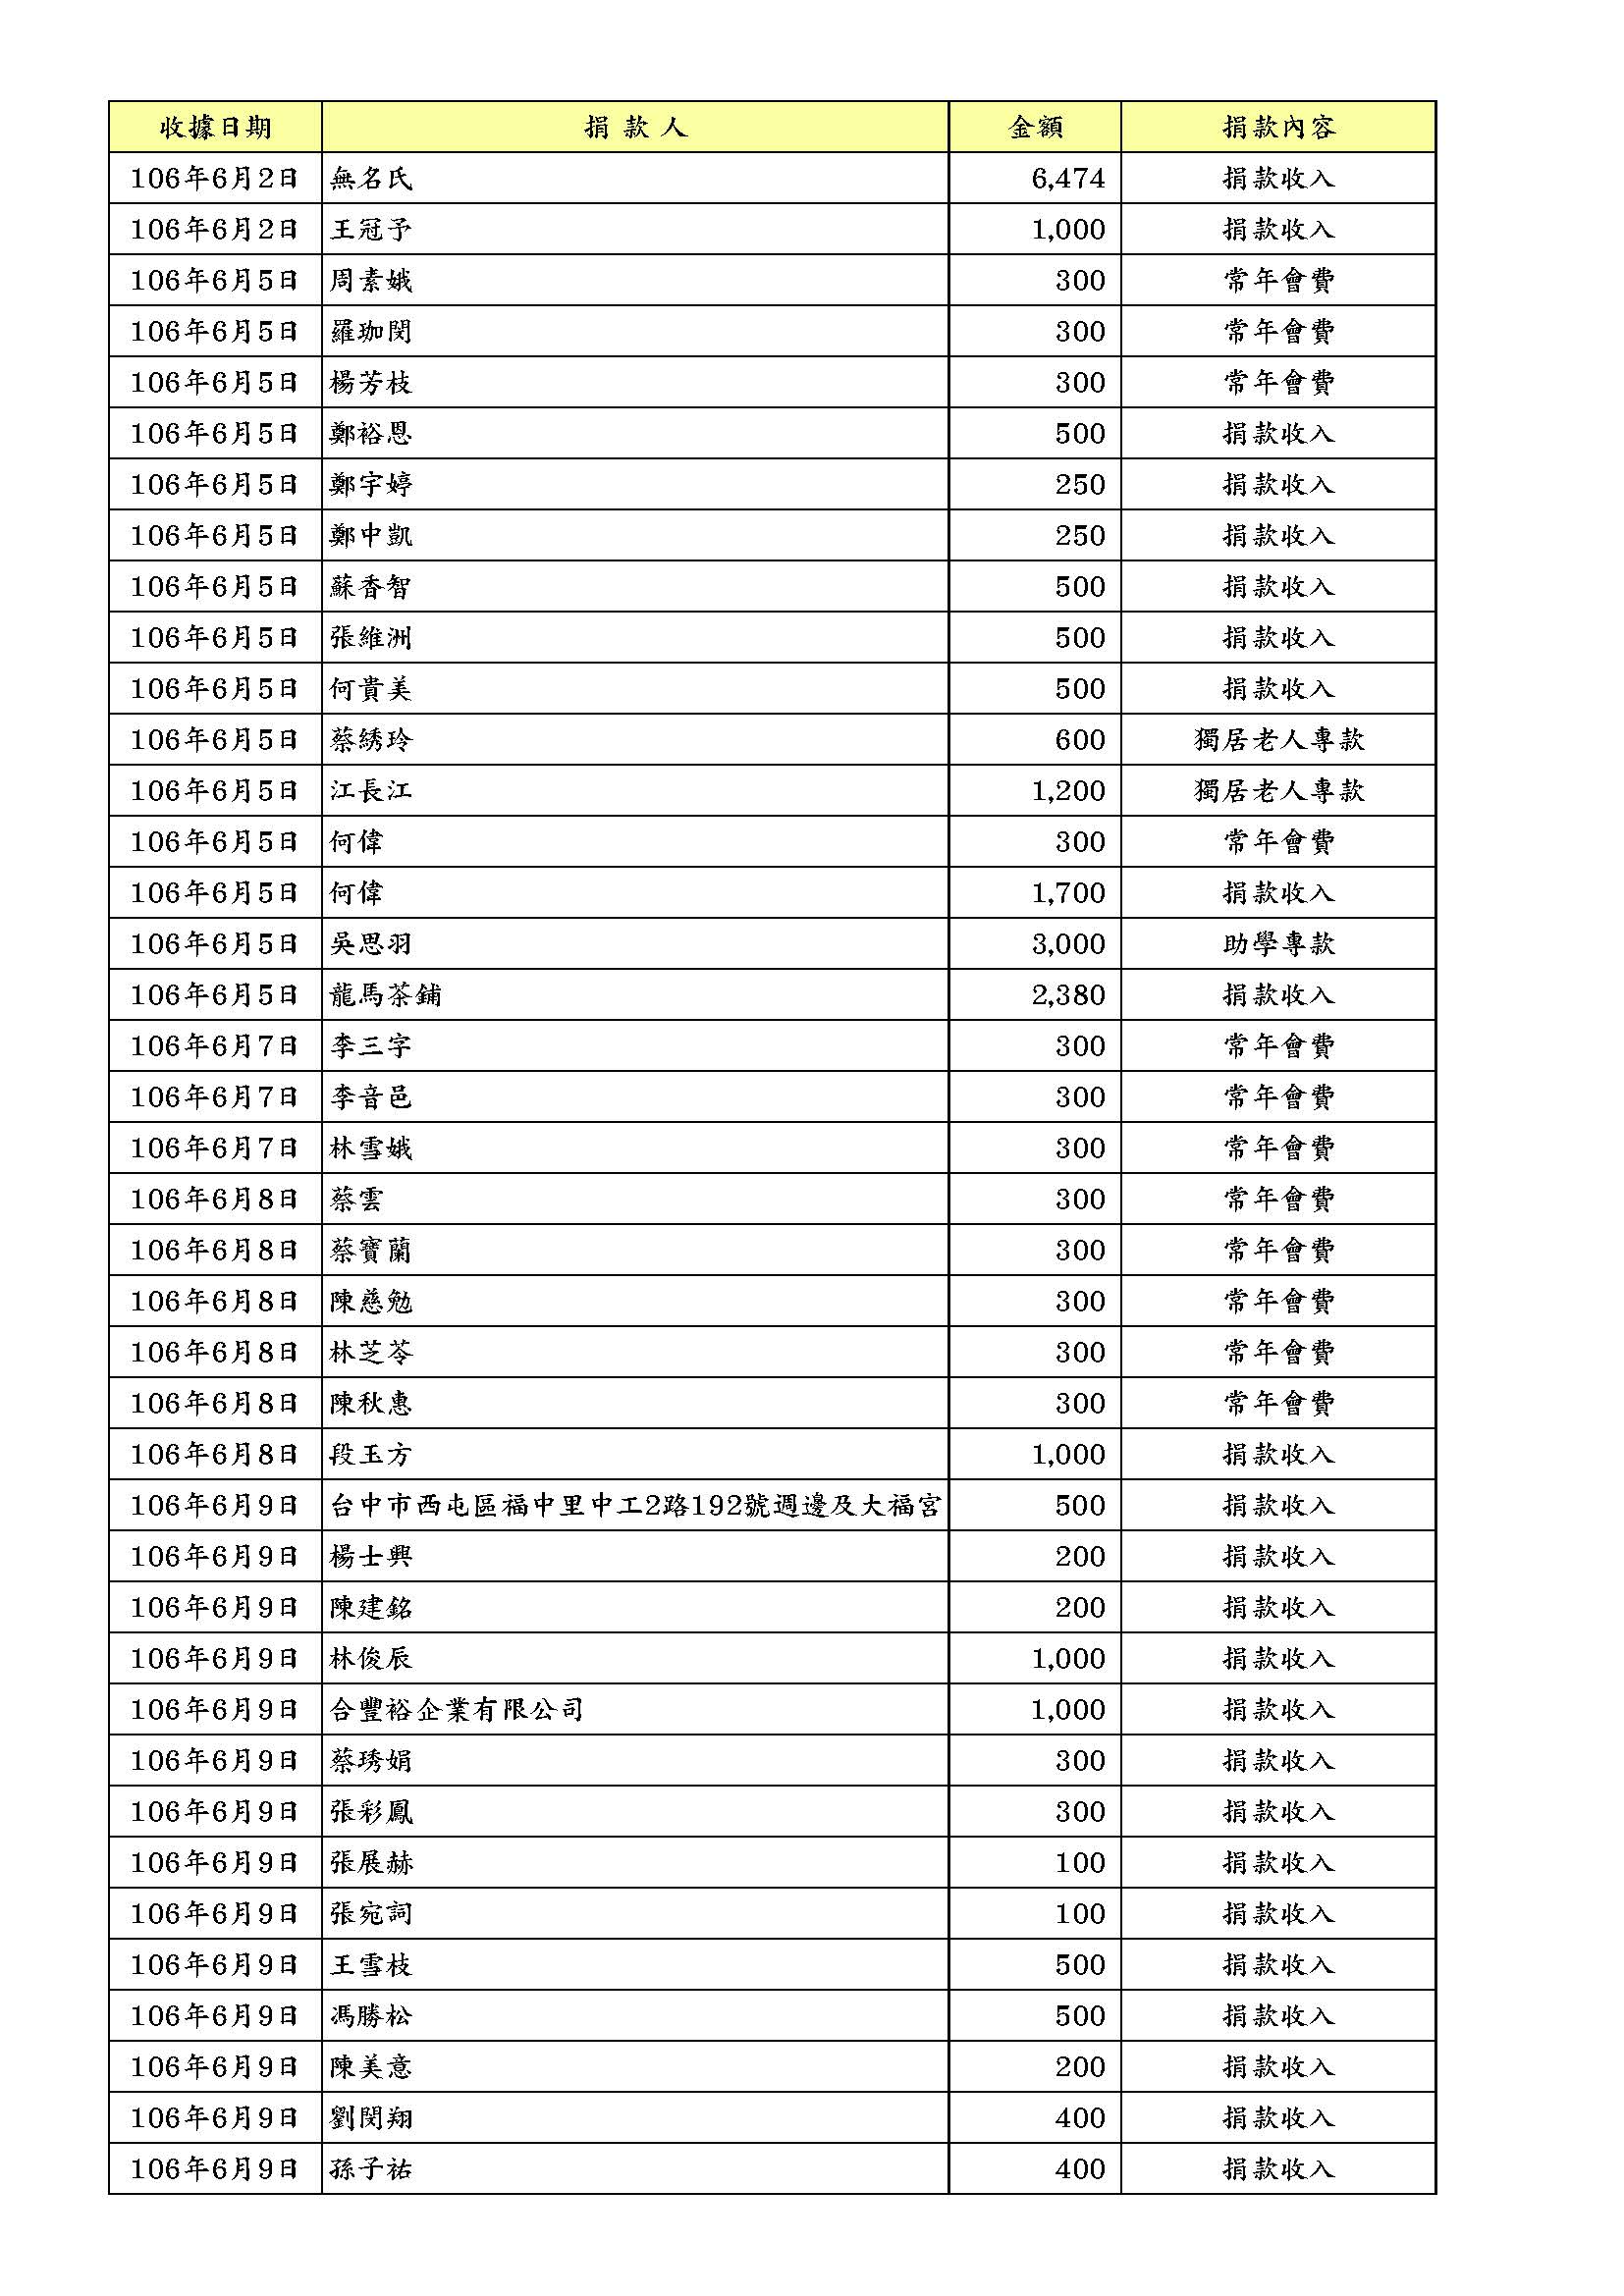 收據日期 捐 款 人 金額 捐款內容
106年6月2日 無名氏 6,474 捐款收入
106年6月2日 王冠予 1,000 捐款收入
106年6月5日 周素娥 300 常年會費
106年6月5日 羅珈閔 300 常年會費
106年6月5日 楊芳枝 300 常年會費
106年6月5日 鄭裕恩 500 捐款收入
106年6月5日 鄭宇婷 250 捐款收入
106年6月5日 鄭中凱 250 捐款收入
106年6月5日 蘇香智 500 捐款收入
106年6月5日 張維洲 500 捐款收入
106年6月5日 何貴美 500 捐款收入
106年6月5日 蔡綉玲 600 獨居老人專款
106年6月5日 江長江 1,200 獨居老人專款
106年6月5日 何偉 300 常年會費
106年6月5日 何偉 1,700 捐款收入
106年6月5日 吳思羽 3,000 助學專款
106年6月5日 龍馬茶鋪 2,380 捐款收入
106年6月7日 李三字 300 常年會費
106年6月7日 李音邑 300 常年會費
106年6月7日 林雪娥 300 常年會費
106年6月8日 蔡雲 300 常年會費
106年6月8日 蔡寶蘭 300 常年會費
106年6月8日 陳慈勉 300 常年會費
106年6月8日 林芝苓 300 常年會費
106年6月8日 陳秋惠 300 常年會費
106年6月8日 段玉方 1,000 捐款收入
106年6月9日 台中市西屯區福中里中工2路192號週邊及大福宮 500 捐款收入
106年6月9日 楊士興 200 捐款收入
106年6月9日 陳建銘 200 捐款收入
106年6月9日 林俊辰 1,000 捐款收入
106年6月9日 合豐裕企業有限公司 1,000 捐款收入
106年6月9日 蔡琇娟 300 捐款收入
106年6月9日 張彩鳳 300 捐款收入
106年6月9日 張展赫 100 捐款收入
106年6月9日 張宛詞 100 捐款收入
106年6月9日 王雪枝 500 捐款收入
106年6月9日 馮勝松 500 捐款收入
106年6月9日 陳美意 200 捐款收入
106年6月9日 劉閔翔 400 捐款收入
106年6月9日 孫子祐 400 捐款收入